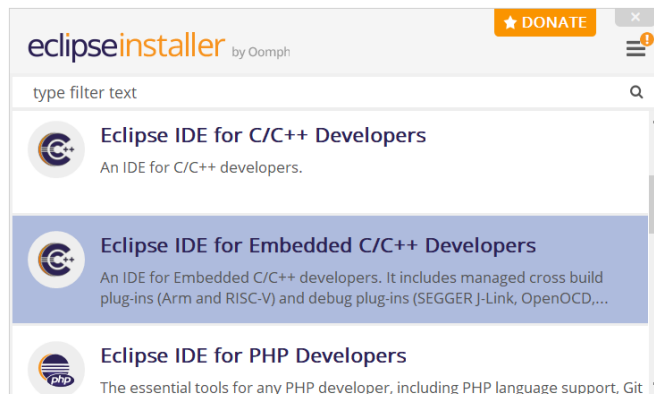 ★ DONATE
eclipseinstaller by Oomph
type filter text
C++
Eclipse IDE for C/C++ Developers
An IDE for C/C++ developers.
C++
Eclipse IDE for Embedded C/C++ Developers
An IDE for Embedded C/C++ developers. It includes managed cross build
plug-ins (Arm and RISC-V) and debug plug-ins (SEGGER J-Link, OpenOCD,...
php
Eclipse IDE for PHP Developers
The essential tools for any PHP developer, including PHP language support, Git